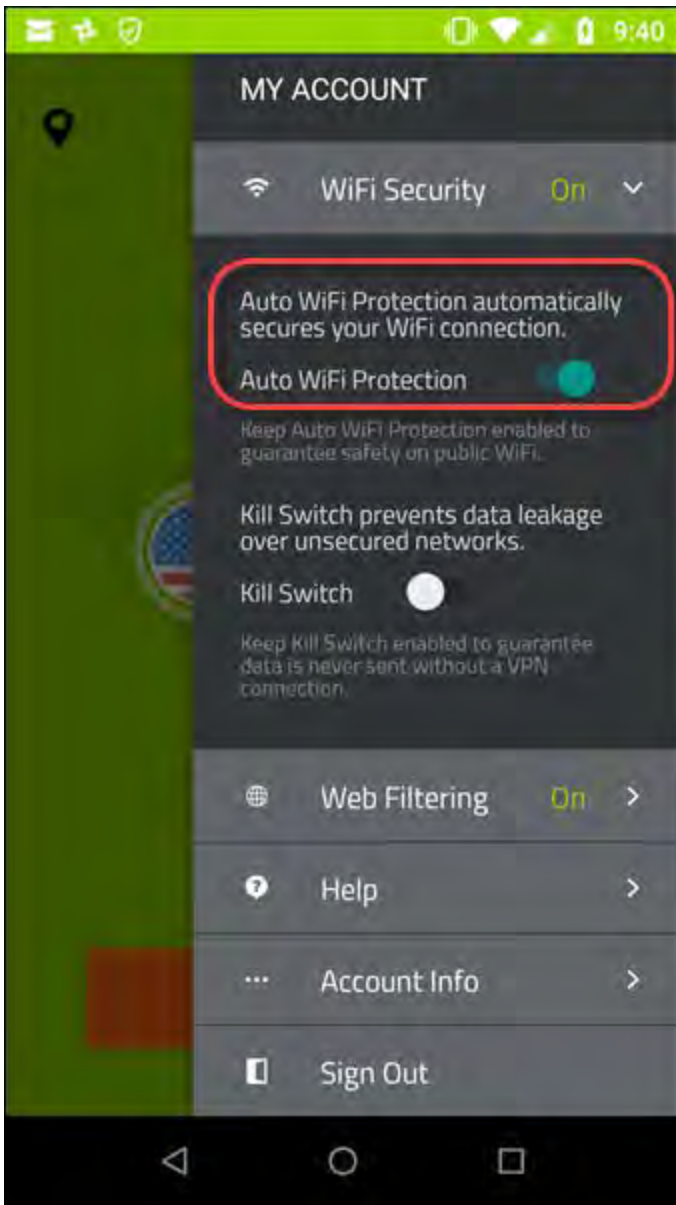 9:40
MY ACCOUNT
WiFi Security On
Auto WiFi Protection automatically
secures your WiFi connection.
Auto WiFi Protection
Keep Auto WiFi Protection enabled to
guarantee safety on public WiFi.
Kill Switch prevents data leakage
over unsecured networks.
Kill Switch
Keep Kill Switch enabled to guarantee
data is never sent without a VPN
connection.
Web Filtering On
Help
Account Info
Sign Out